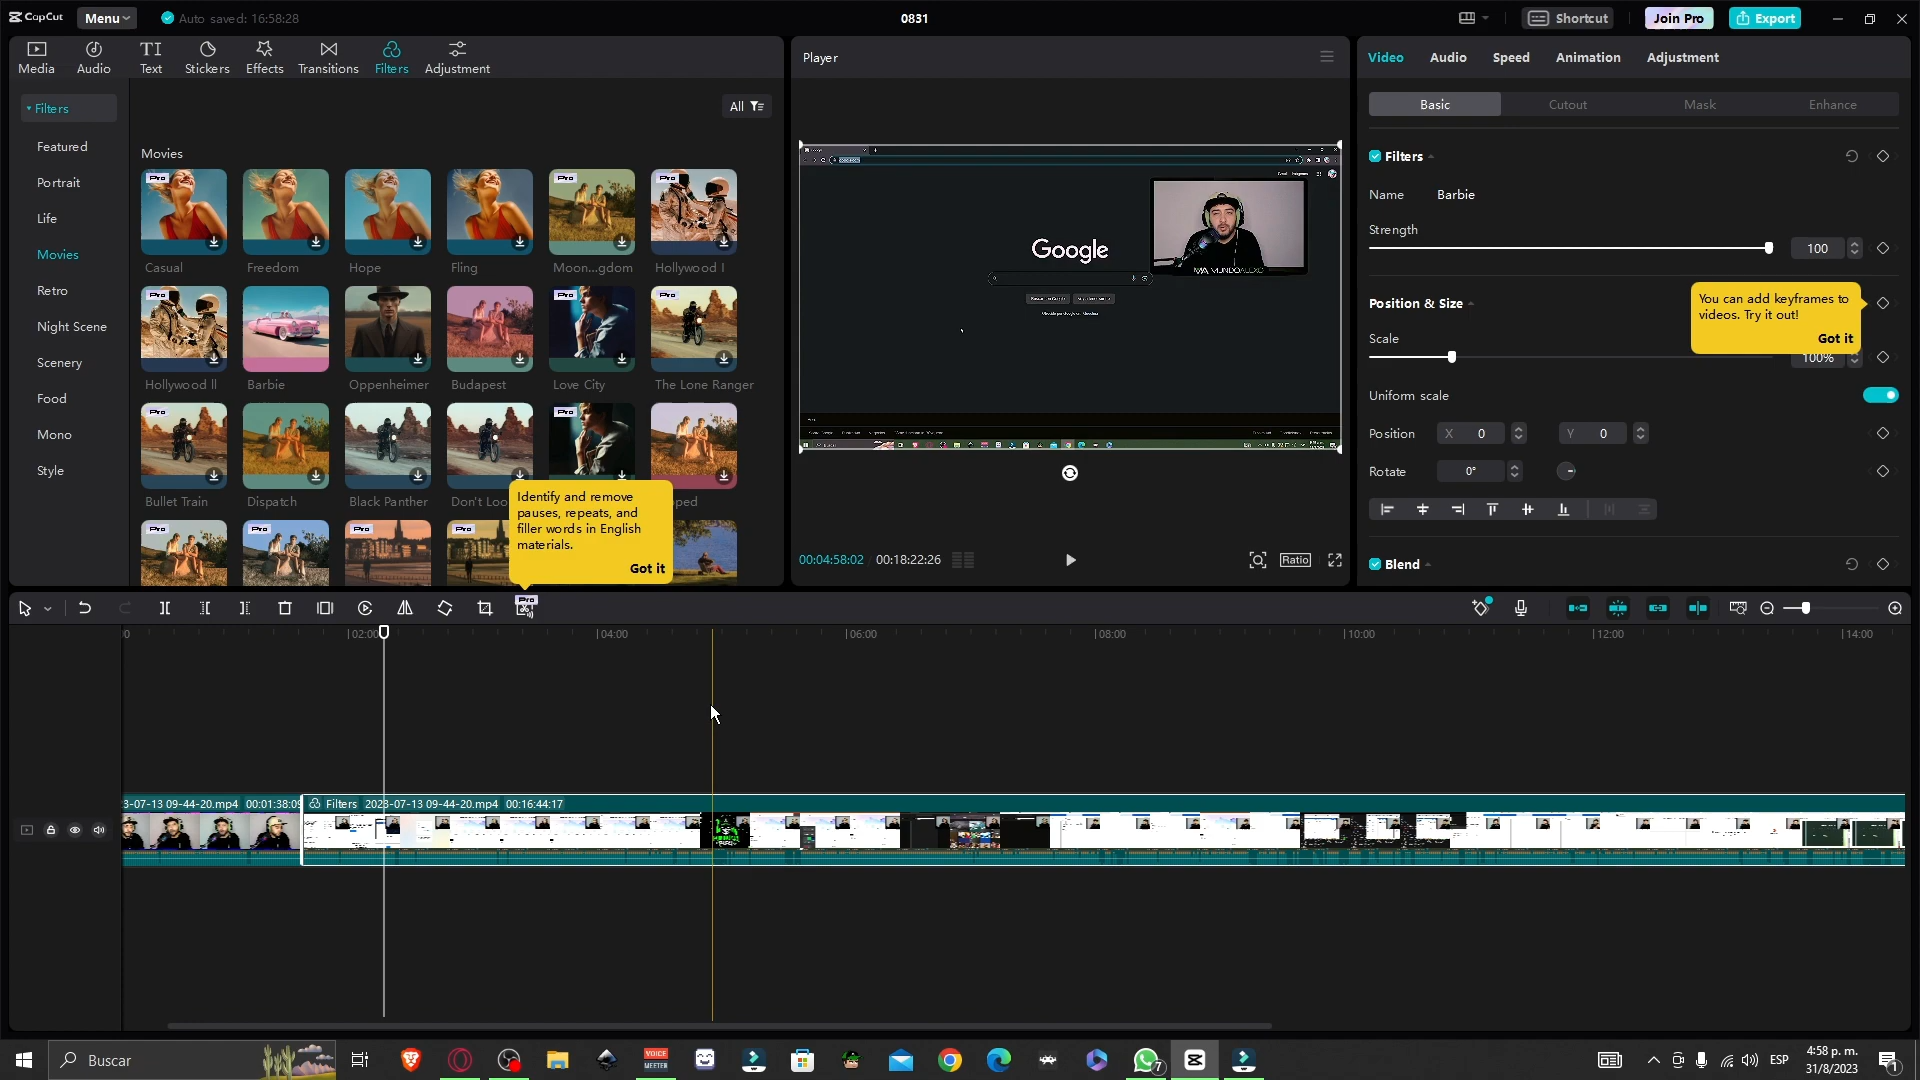 CapCut
Menu
Auto saved: 16:58:28
0831
Shortcut
Join Pro
Export
Media
Audio
Text
Stickers
Effects
Transitions
Filters
Adjustment
Filters
Featured
Portrait
Life
Movies
Retro
Night Scene
Scenery
Food
Mono
Style
All
Movies
Pro
Pro
Pro
Casual
Freedom
Hope
Fling
Moon...gdom
Hollywood I
Pro
Pro
Pro
Hollywood II
Barbie
Oppenheimer
Budapest
Love City
The Lone Ranger
Pro
Pro
Bullet Train
Dispatch
Black Panther
Don't Loo
ped
Pro
Pro
Pro
Pro
Identify and remove
pauses, repeats, and
filler words in English
materials.
Got it
Player
Google
MUNDOALEXO
00:04:58:02
00:18:22:26
Ratio
Video
Audio
Speed
Animation
Adjustment
Basic
Cutout
Mask
Enhance
Filters
Name
Barbie
Strength
100
Position & Size
You can add keyframes to
videos. Try it out!
Got it
Scale
100%
Uniform scale
Position
X 0
Y 0
Rotate
0°
Blend
Pro
00
02:00
04:00
06:00
08:00
10:00
12:00
14:00
3-07-13 09-44-20.mp4 00:01:38:09
Filters 2023-07-13 09-44-20.mp4 00:16:44:17
Buscar
VOICE
MEETER
7
ESP
4:58 p. m.
31/8/2023
1